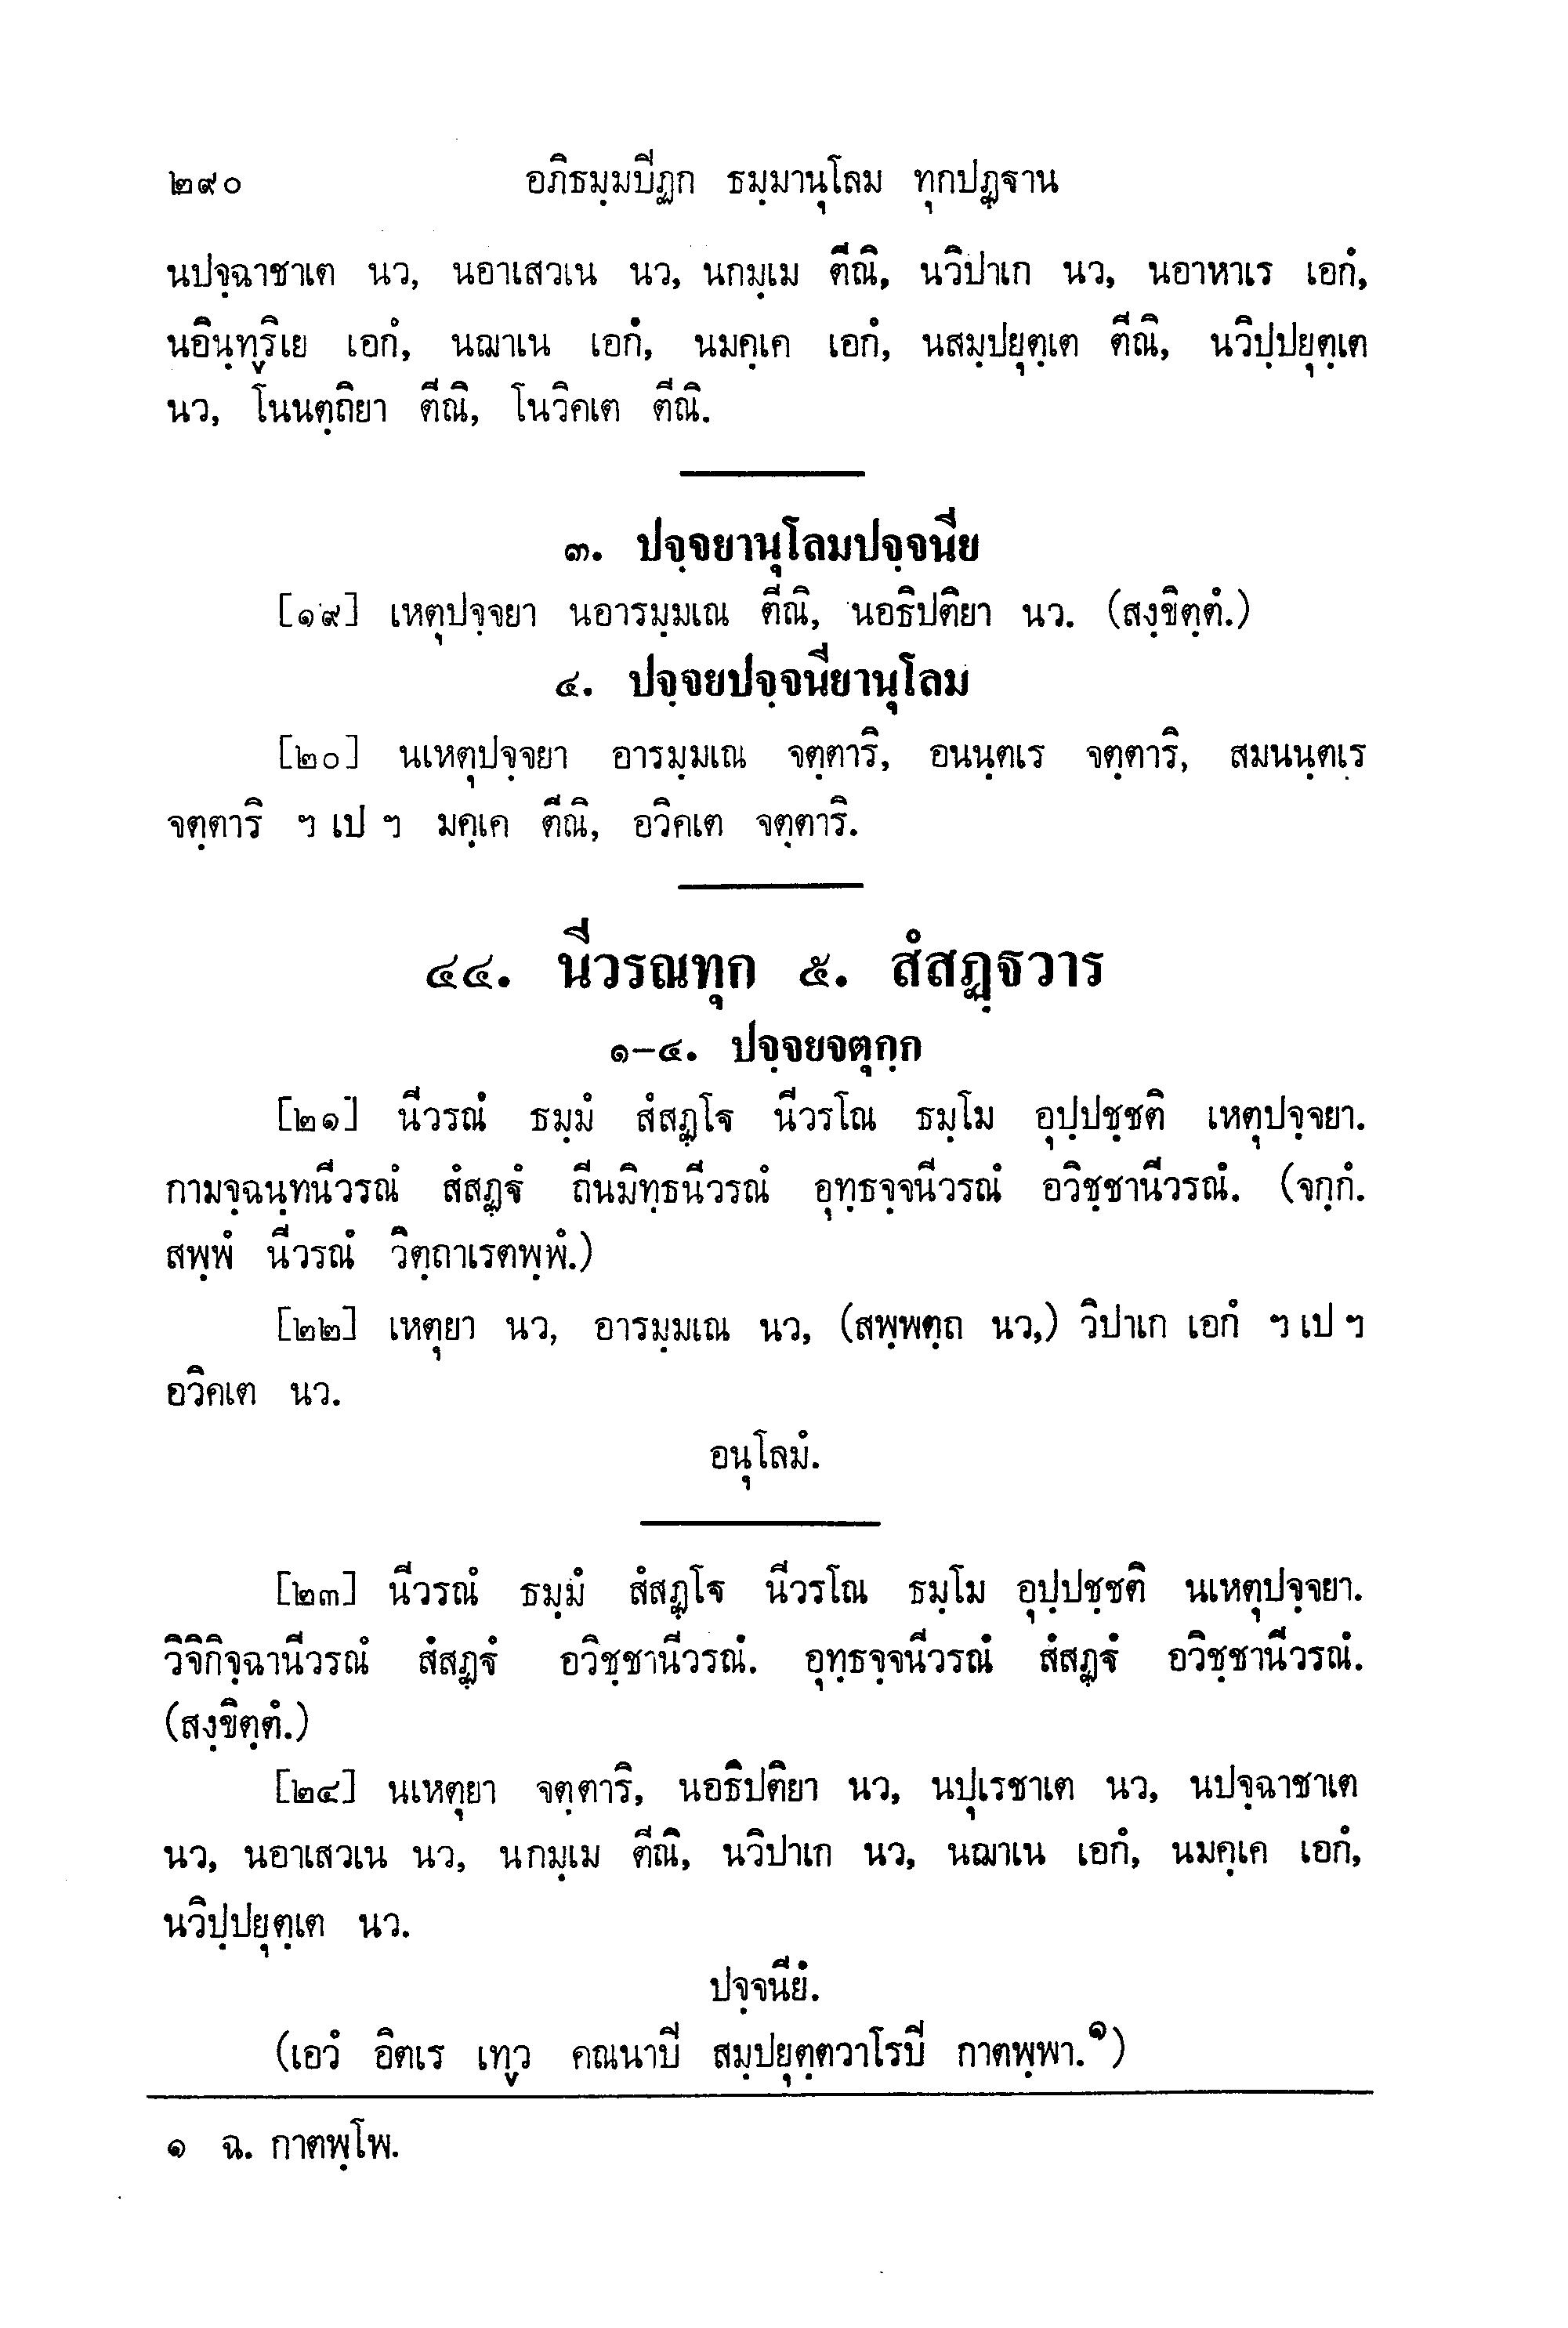 ๒๙๐ อภิธมฺมปีฏก ธมฺมานุโลม ทุกปฏฺฐาน
นปจฺฉาชาเต นว, นอาเสวเน นว, นกมฺเม ตีณิ, นวิปาเก นว, นอาหาเร เอกํ,
นอินฺทฺริเย เอกํ, นฌาเน เอกํ, นมคฺเค เอกํ, นสมฺปยุตฺเต ตีณิ, นวิปฺปยุตฺเต
นว, โนนตฺถิยา ตีณิ, โนวิคเต ตีณิ.
๓. ปจฺจยานุโลมปจฺจนีย
[๑๙] เหตุปจฺจยา นอารมฺมเณ ตีณิ, นอธิปติยา นว. (สงฺขิตฺตํ.)
๔. ปจฺจยปจฺจนียานุโลม
[๒๐] นเหตุปจฺจยา อารมฺมเณ จตฺตาริ, อนนฺตเร จตฺตาริ, สมนนฺตเร
จตฺตาริ ฯ เป ฯ มคฺเค ตีณิ, อวิคเต จตฺตาริ.
๔๔. นีวรณทุก ๕. สํสฏฺฐวาร
๑-๔. ปจฺจยจตุกฺก
[๒๑] นีวรณํ ธมฺมํ สํสฏฺโฐ นีวรโณ ธมฺโม อุปฺปชฺชติ เหตุปจฺจยา.
กามจฺฉนฺทนีวรณํ สํสฏฺฐํ ถีนมิทฺธนีวรณํ อุทฺธจฺจนีวรณํ อวิชฺชานีวรณํ. (จกฺกํ.
สพฺพํ นีวรณํ วิตฺถาเรตพฺพํ.)
[๒๒] เหตุยา นว, อารมฺมเณ นว, (สพฺพตฺถ นว,) วิปาเก เอกํ ฯ เป ฯ
อวิคเต นว.
อนุโลมํ.
[๒๓] นีวรณํ ธมฺมํ สํสฏฺโฐ นีวรโณ ธมฺโม อุปฺปชฺชติ นเหตุปจฺจยา.
วิจิกิจฺฉานีวรณํ สํสฏฺฐํ อวิชฺชานีวรณํ. อุทฺธจฺจนีวรณํ สํสฏฺฐํ อวิชฺชานีวรณํ.
(สงฺขิตฺตํ.)
[๒๔] นเหตุยา จตฺตาริ, นอธิปติยา นว, นปุเรชาเต นว, นปจฺฉาชาเต
นว, นอาเสวเน นว, นกมฺเม ตีณิ, นวิปาเก นว, นฌาเน เอกํ, นมคฺเค เอกํ,
นวิปฺปยุตฺเต นว.
ปจฺจนียํ.
(เอวํ อิตเร เทฺว คณนาปี สมฺปยุตฺตวาโรปี กาตพฺพา.๑)
๑ ฉ. กาตพฺโพ.